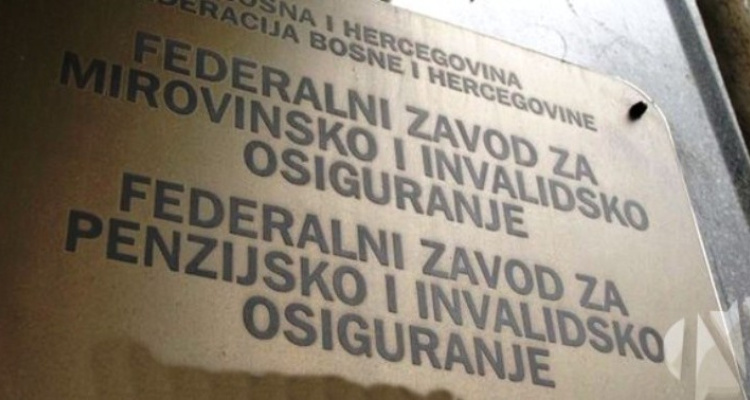 BOSNA I HERCEGOVINA
FEDERACIJA BOSNE I HERCEGOVINE
FEDERALNI ZAVOD ZA
MIROVINSKO I INVALIDSKO
OSIGURANJE
FEDERALNI ZAVOD ZA
PENZIJSKO I INVALIDSKO
OSIGURANJE